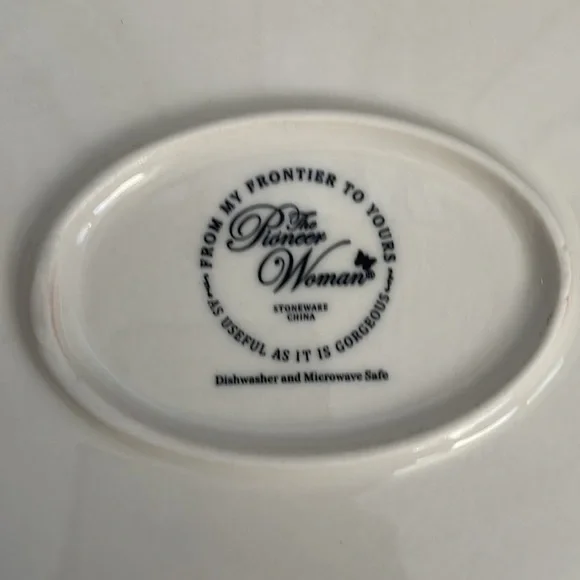 FROM MY FRONTIER TO YOURS
The
Pioneer
Woman®
STONEWARE
CHINA
AS USEFUL AS IT IS GORGEOUS
Dishwasher and Microwave Safe